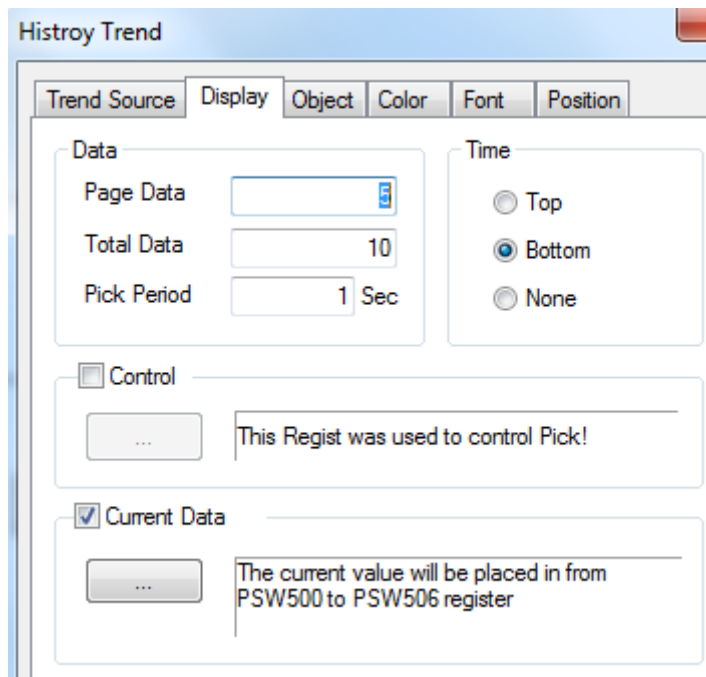 Histroy Trend
Trend Source Display Object Color Font Position
Data
Page Data 5
Total Data 10
Pick Period 1 Sec
Time
Top
Bottom
None
Control
... This Regist was used to control Pick!
Current Data
... The current value will be placed in from
PSW500 to PSW506 register